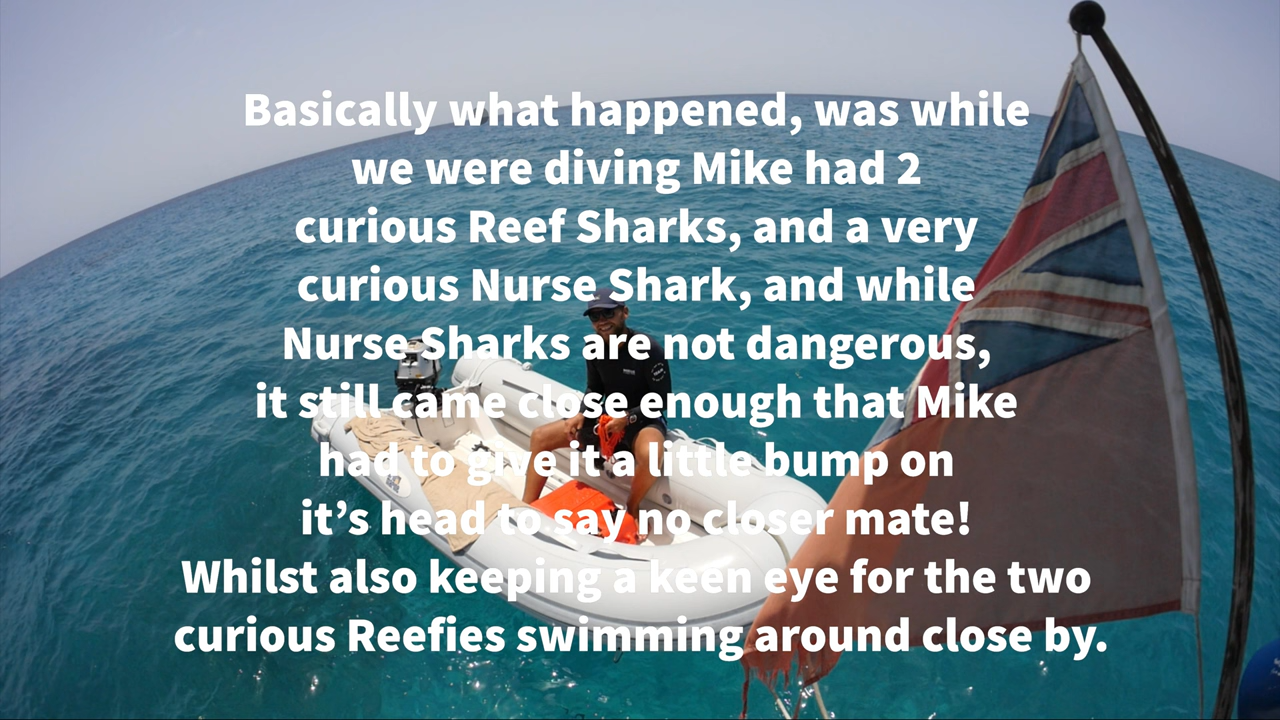 Basically what happened, was while
we were diving Mike had 2
curious Reef Sharks, and a very
curious Nurse Shark, and while
Nurse Sharks are not dangerous,
it still came close enough that Mike
had to give it a little bump on
it’s head to say no closer mate!
Whilst also keeping a keen eye for the two
curious Reefies swimming around close by.